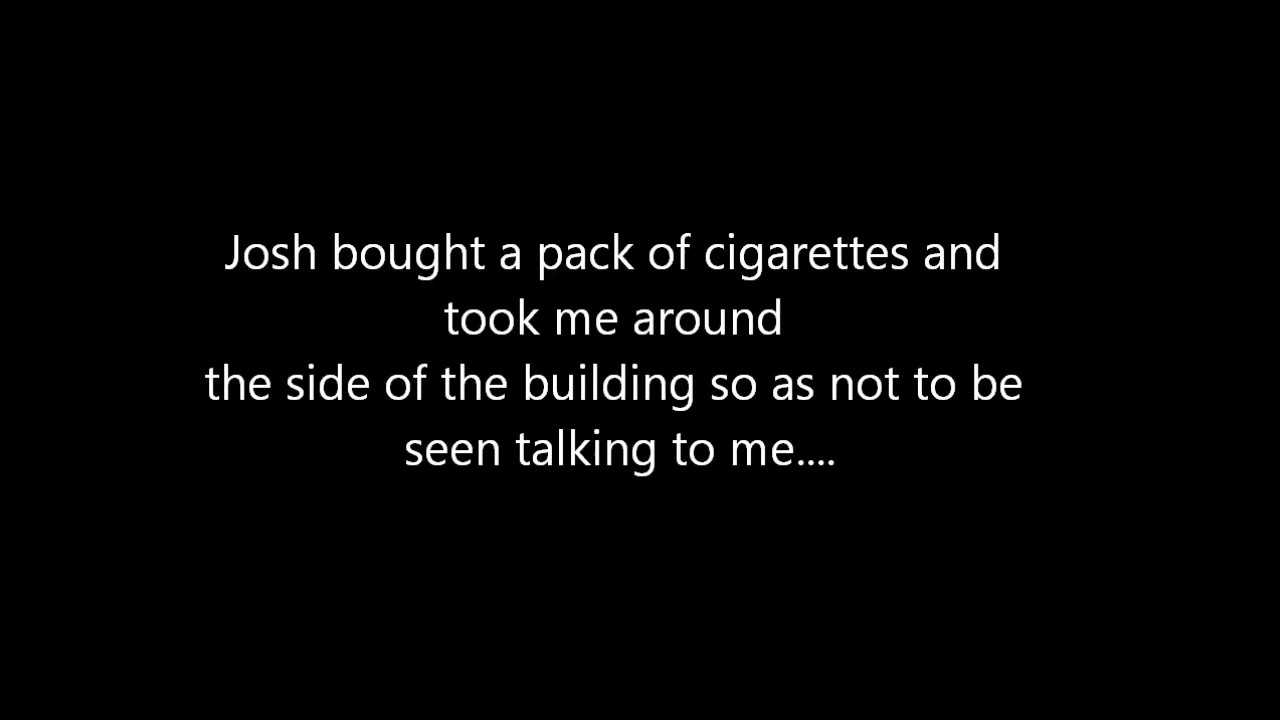 Josh bought a pack of cigarettes and
took me around
the side of the building so as not to be
seen talking to me....